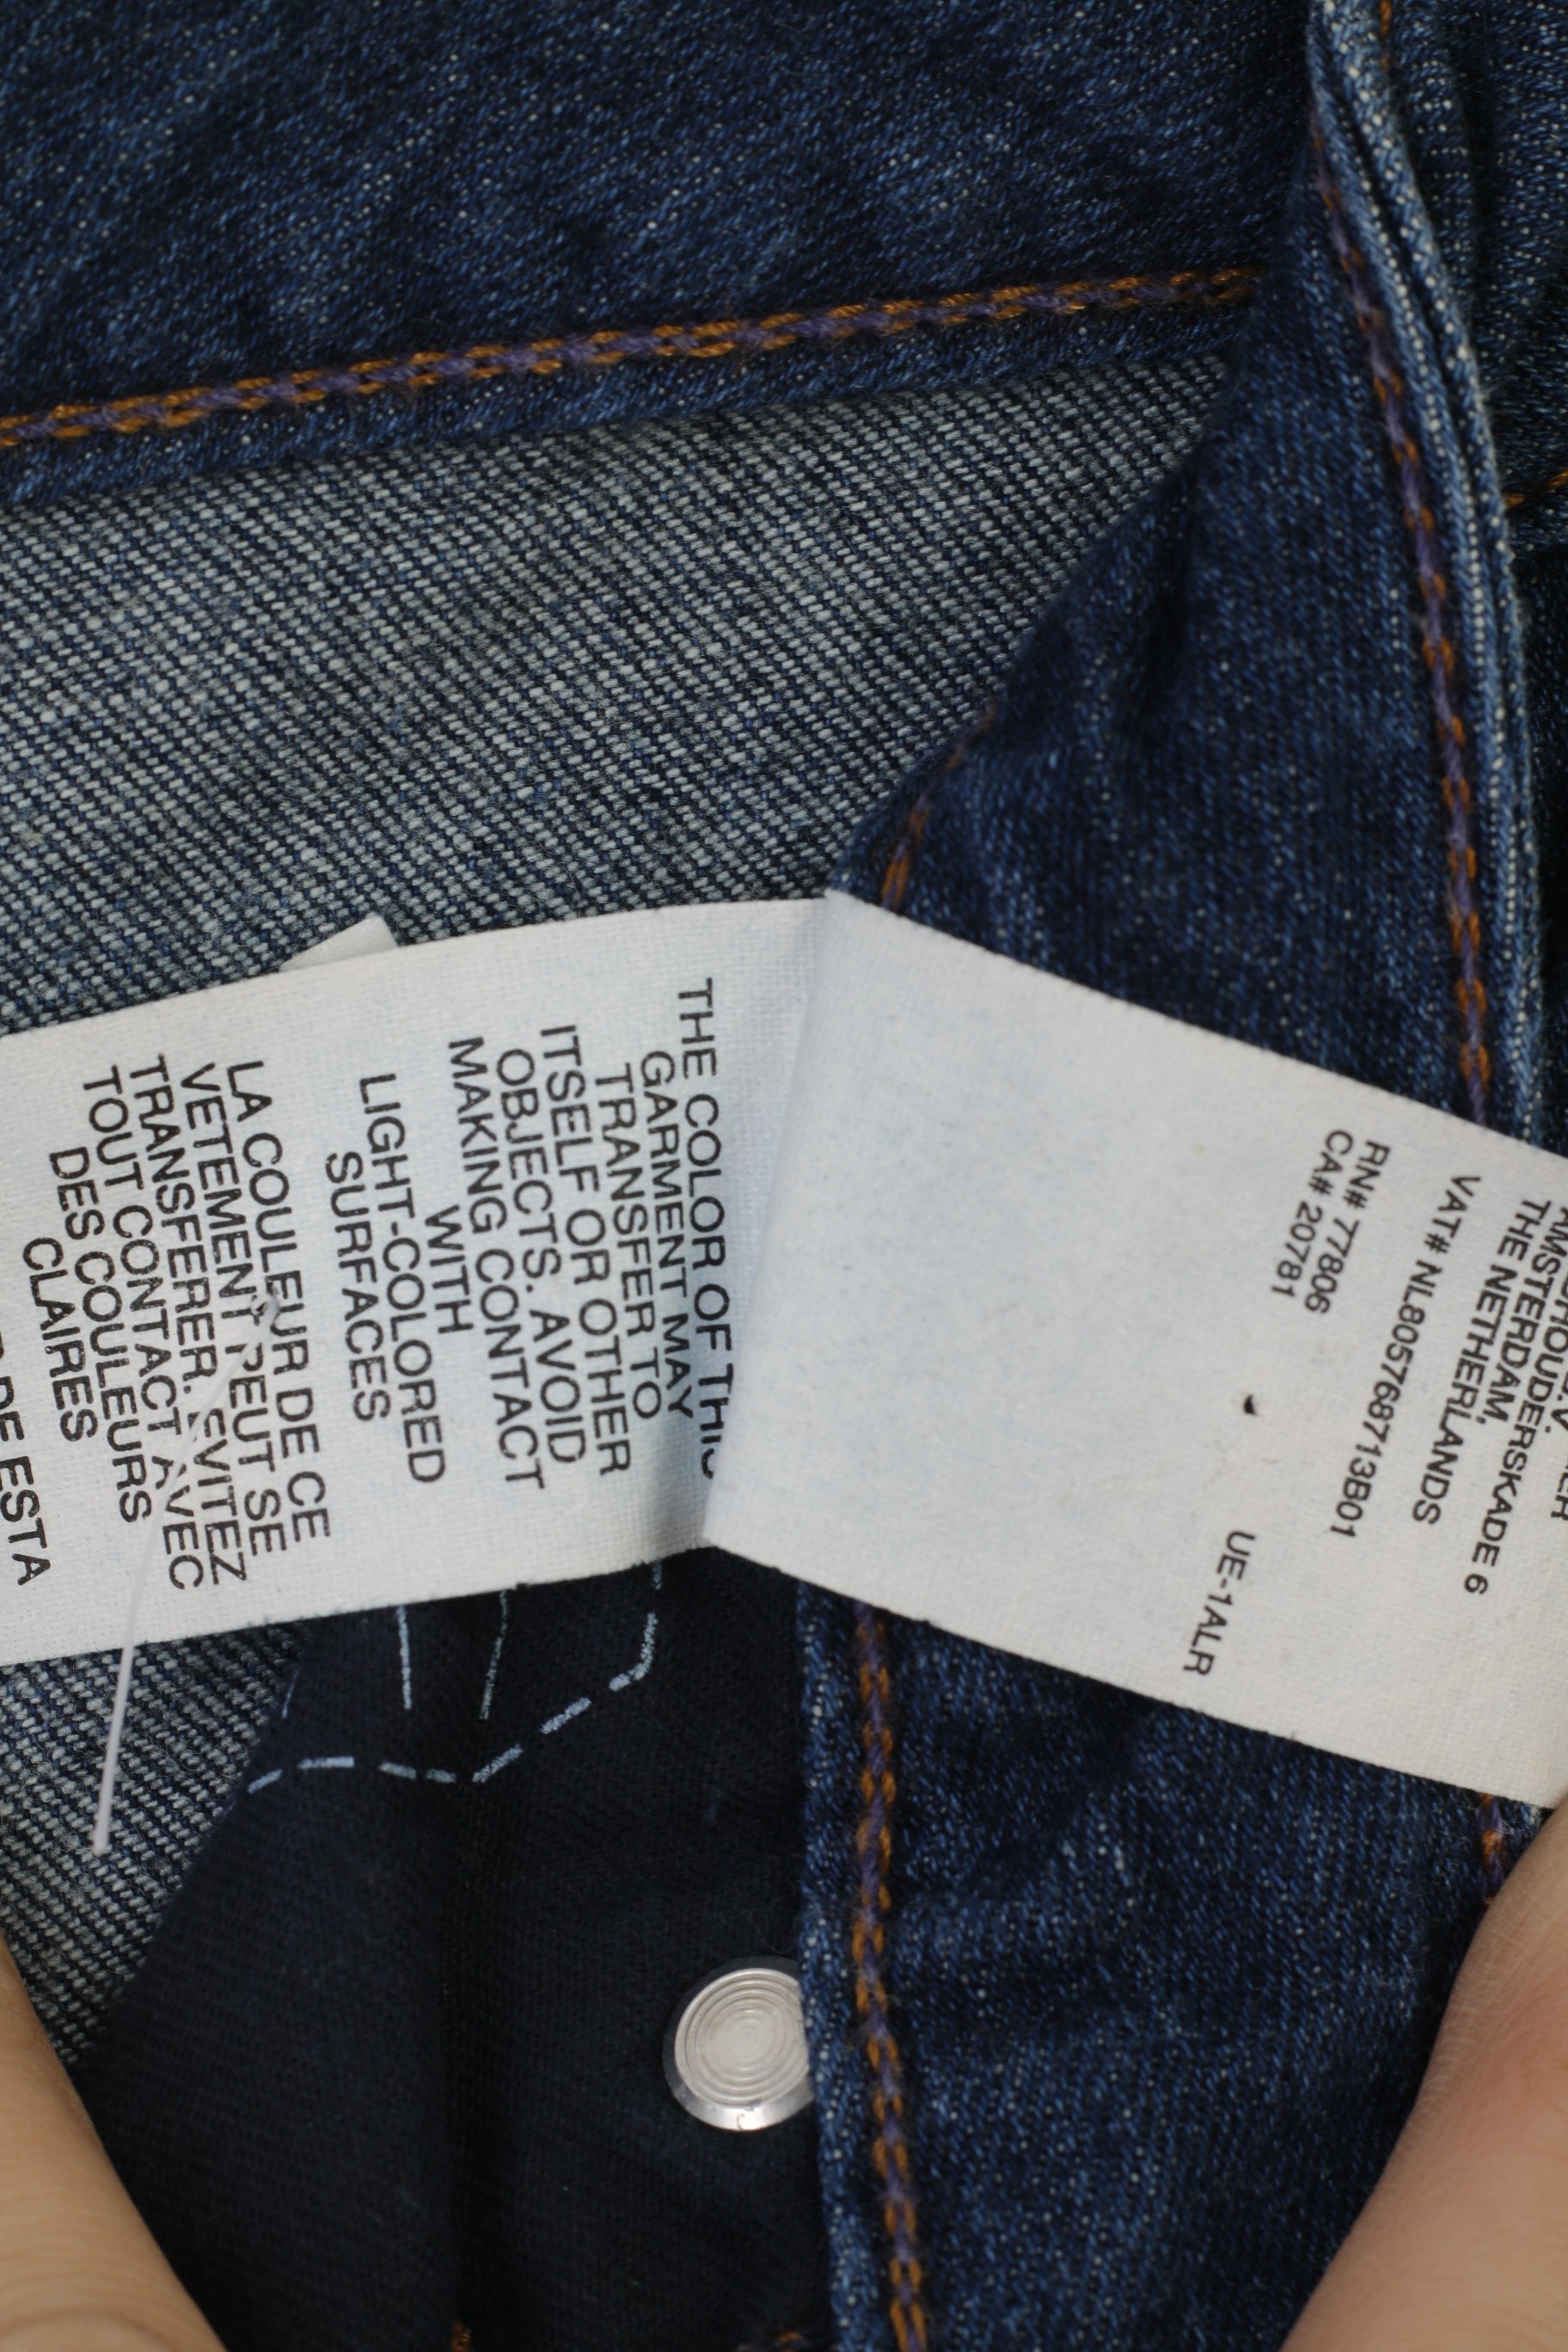 THE COLOR OF THIS
GARMENT MAY
TRANSFER TO
ITSELF FOR OTHER
OBJECTS. AVOID
MAKING CONTACT
WITH
LIGHT-COLORED
SURFACES
LA COULEUR DE CE
VETEMENT PEUT SE
TRANSFERER. EVITEZ
TOUT CONTACT AVEC
DES COULEURS
CLAIRES
DE ESTA
AMSTERDAM,
THE NETHERLANDS
VAT# NL805768713B01
RN# 77806
CA# 20781
UE-1ALR